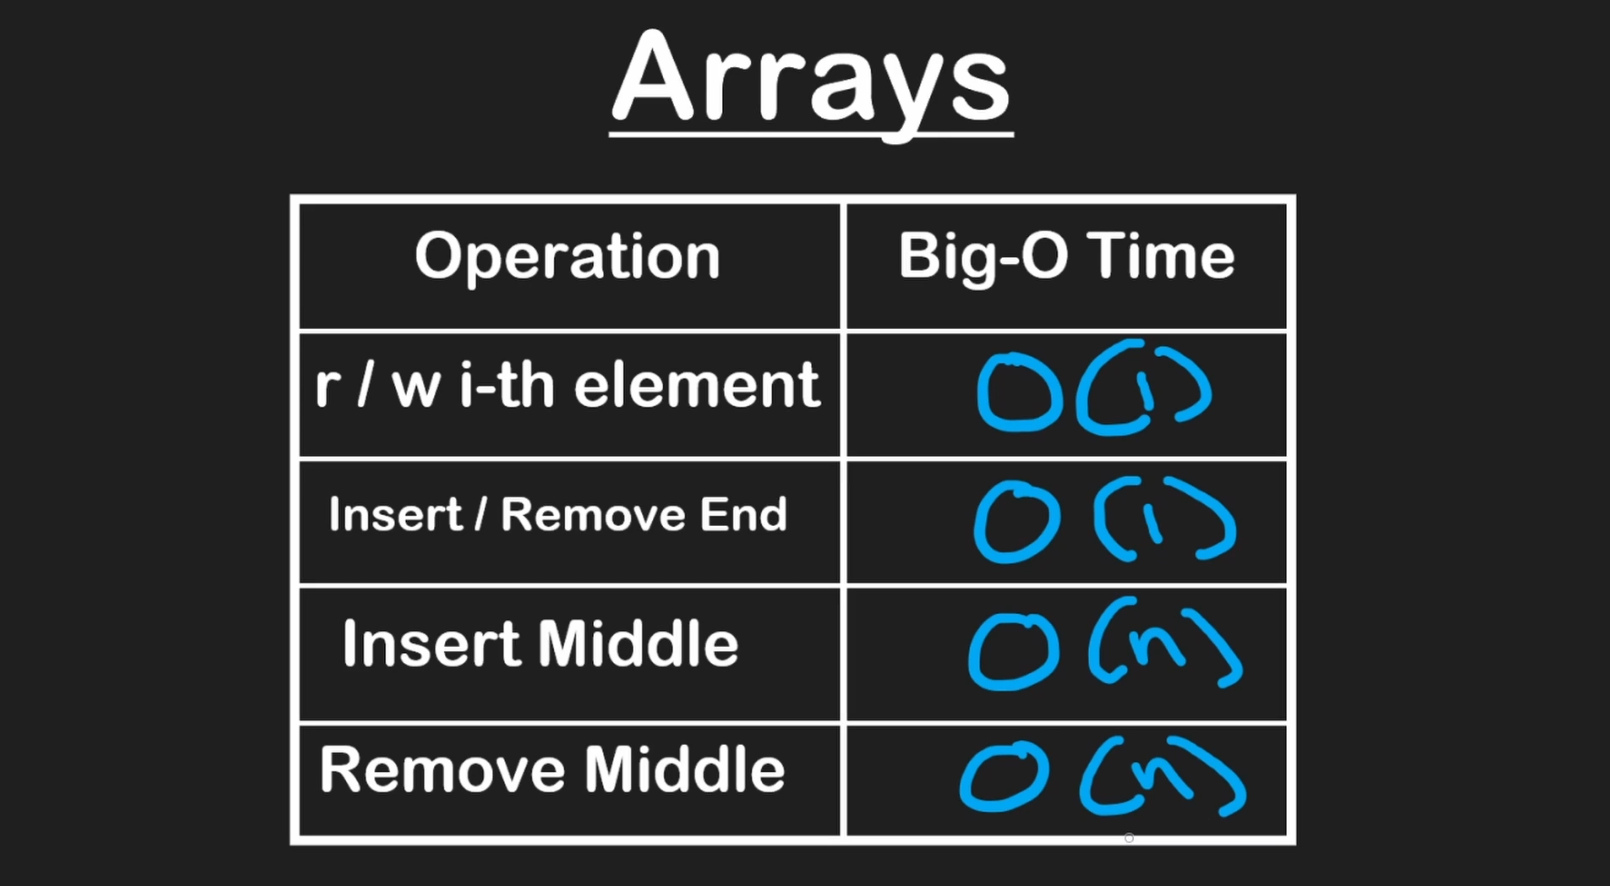 Arrays
Operation Big-O Time
r / w i-th element O(1)
Insert / Remove End O(1)
Insert Middle O(n)
Remove Middle O(n)